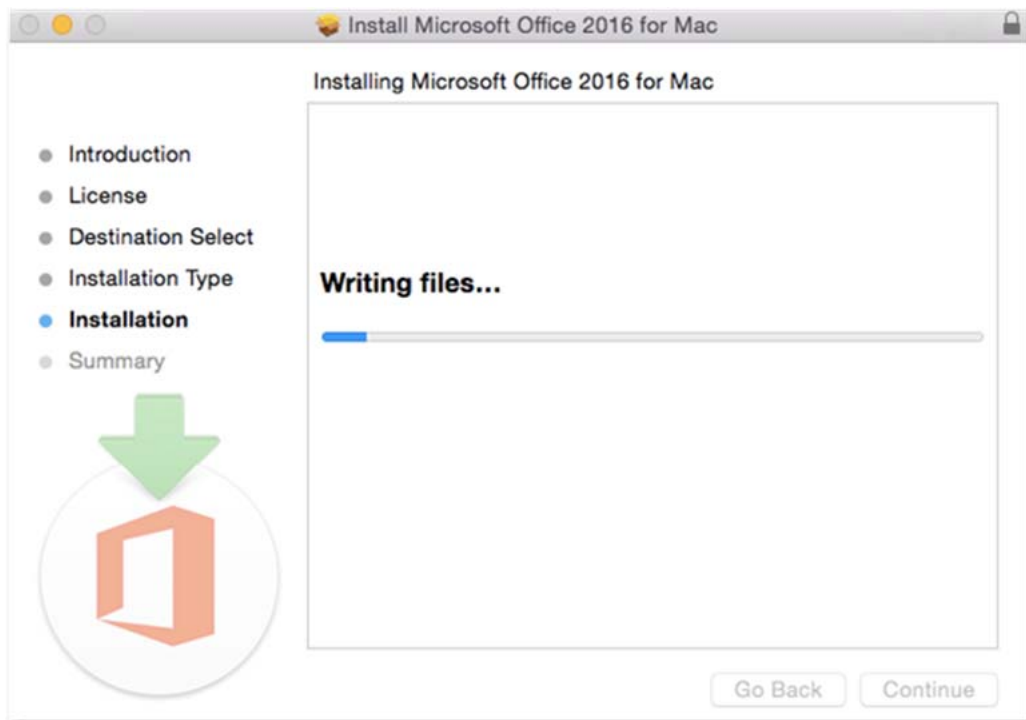 Install Microsoft Office 2016 for Mac
Installing Microsoft Office 2016 for Mac
Introduction
License
Destination Select
Installation Type
Installation
Summary
Writing files...
Go Back
Continue